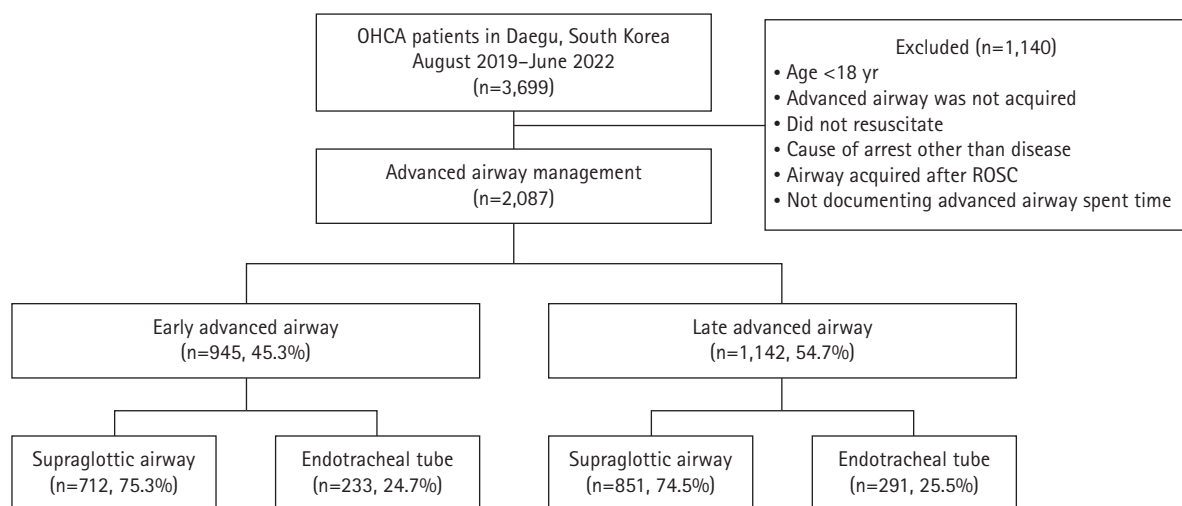 OHCA patients in Daegu, South Korea
August 2019–June 2022
(n=3,699)
Excluded (n=1,140)
• Age <18 yr
• Advanced airway was not acquired
• Did not resuscitate
• Cause of arrest other than disease
• Airway acquired after ROSC
• Not documenting advanced airway spent time
Advanced airway management
(n=2,087)
Early advanced airway
(n=945, 45.3%)
Late advanced airway
(n=1,142, 54.7%)
Supraglottic airway
(n=712, 75.3%)
Endotracheal tube
(n=233, 24.7%)
Supraglottic airway
(n=851, 74.5%)
Endotracheal tube
(n=291, 25.5%)